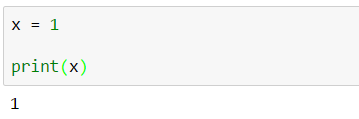 x = 1
print(x)
1